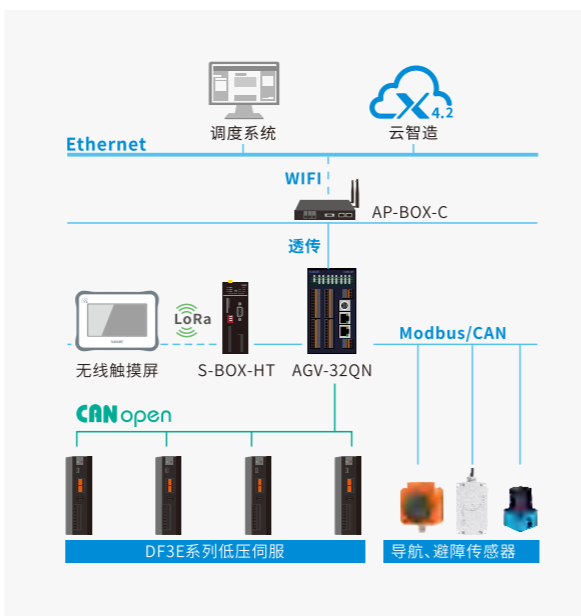 调度系统
4.2
云智造
Ethernet
WIFI
AP-BOX-C
透传
LoRa
Modbus/CAN
无线触摸屏
S-BOX-HT
AGV-32QN
CANopen
DF3E系列低压伺服
导航、避障传感器